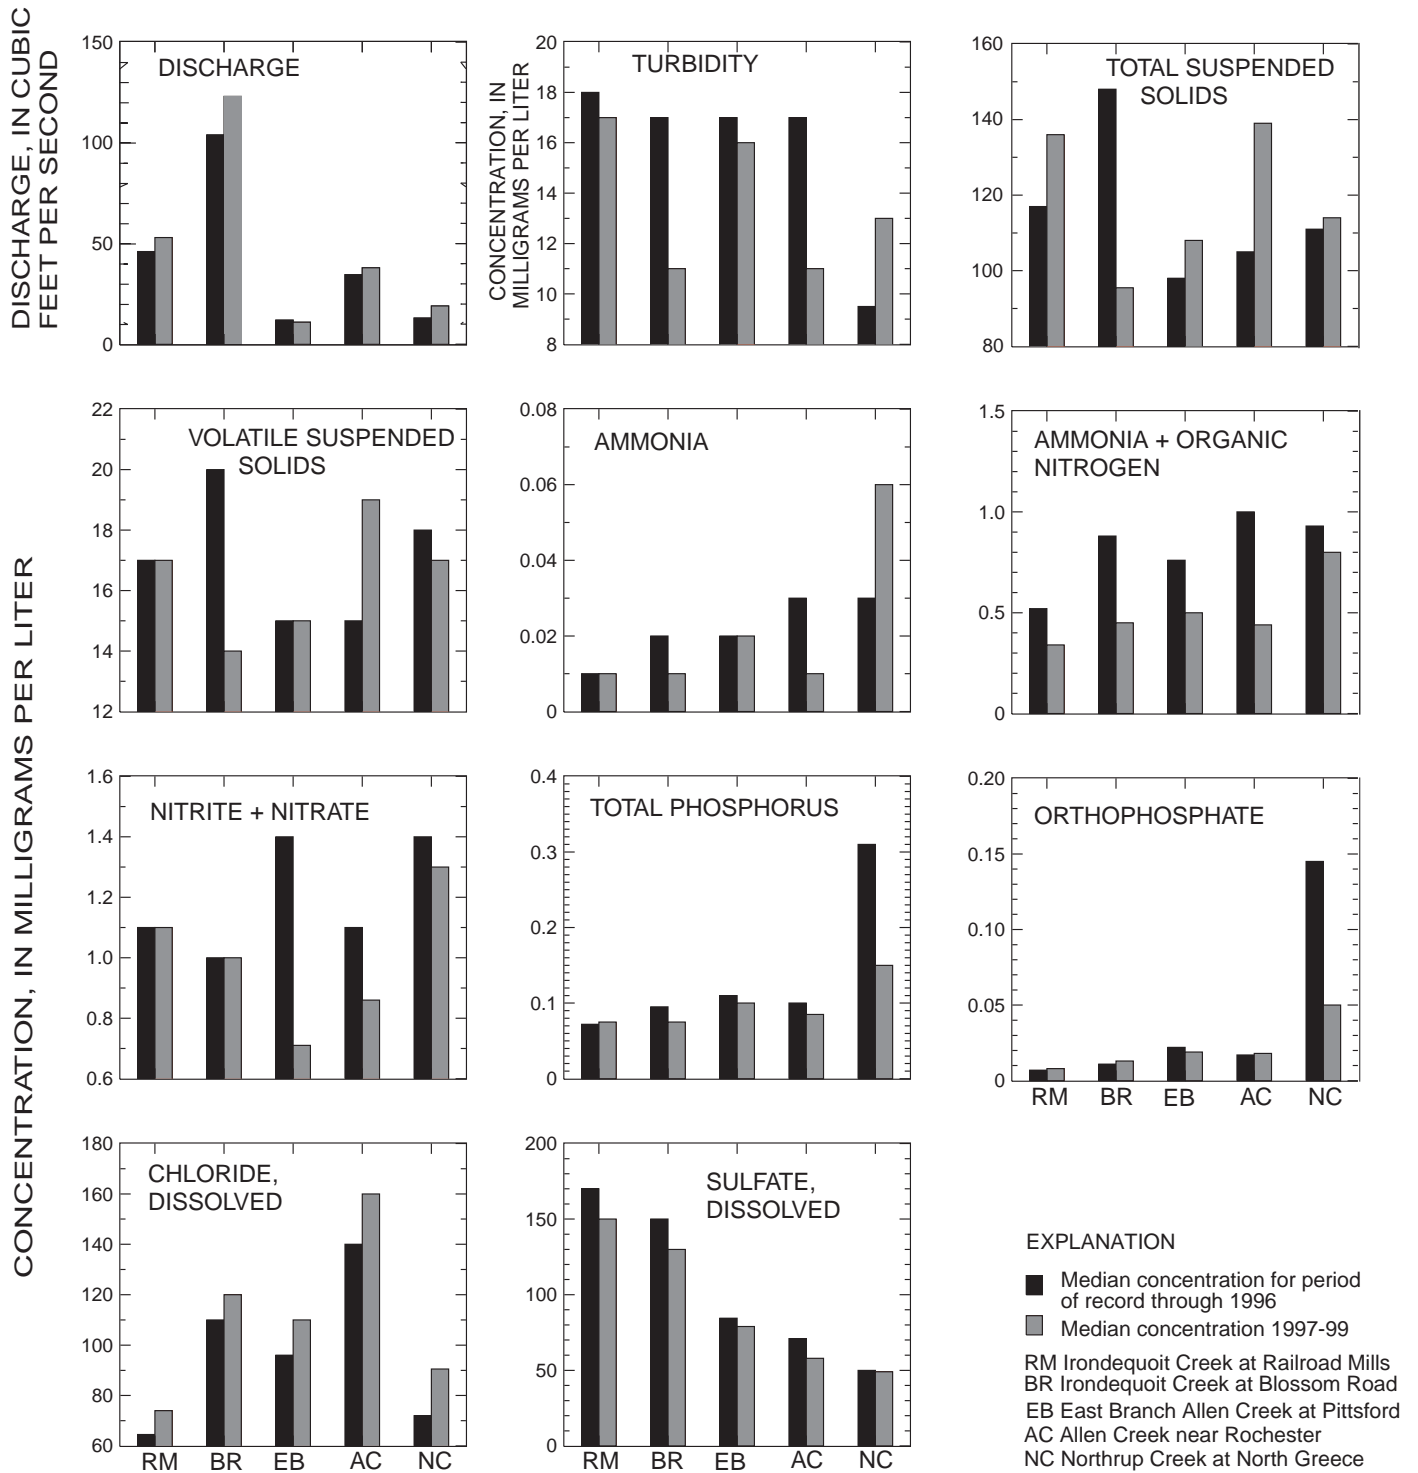 DISCHARGE, IN CUBIC
FEET PER SECOND
150
100
50
0
DISCHARGE
CONCENTRATION, IN
MILLIGRAMS PER LITER
20
18
16
14
12
10
8
TURBIDITY
160
140
120
100
80
TOTAL SUSPENDED
SOLIDS
CONCENTRATION, IN MILLIGRAMS PER LITER
22
20
18
16
14
12
VOLATILE SUSPENDED
SOLIDS
0.08
0.06
0.04
0.02
0
AMMONIA
1.5
1.0
0.5
0
AMMONIA + ORGANIC
NITROGEN
1.6
1.4
1.2
1.0
0.8
0.6
NITRITE + NITRATE
0.4
0.3
0.2
0.1
0
TOTAL PHOSPHORUS
0.20
0.15
0.10
0.05
0
ORTHOPHOSPHATE
RM BR EB AC NC
180
160
140
120
100
80
60
CHLORIDE,
DISSOLVED
RM BR EB AC NC
200
150
100
50
0
SULFATE,
DISSOLVED
RM BR EB AC NC
EXPLANATION
Median concentration for period
of record through 1996
Median concentration 1997-99
RM Irondequoit Creek at Railroad Mills
BR Irondequoit Creek at Blossom Road
EB East Branch Allen Creek at Pittsford
AC Allen Creek near Rochester
NC Northrup Creek at North Greece